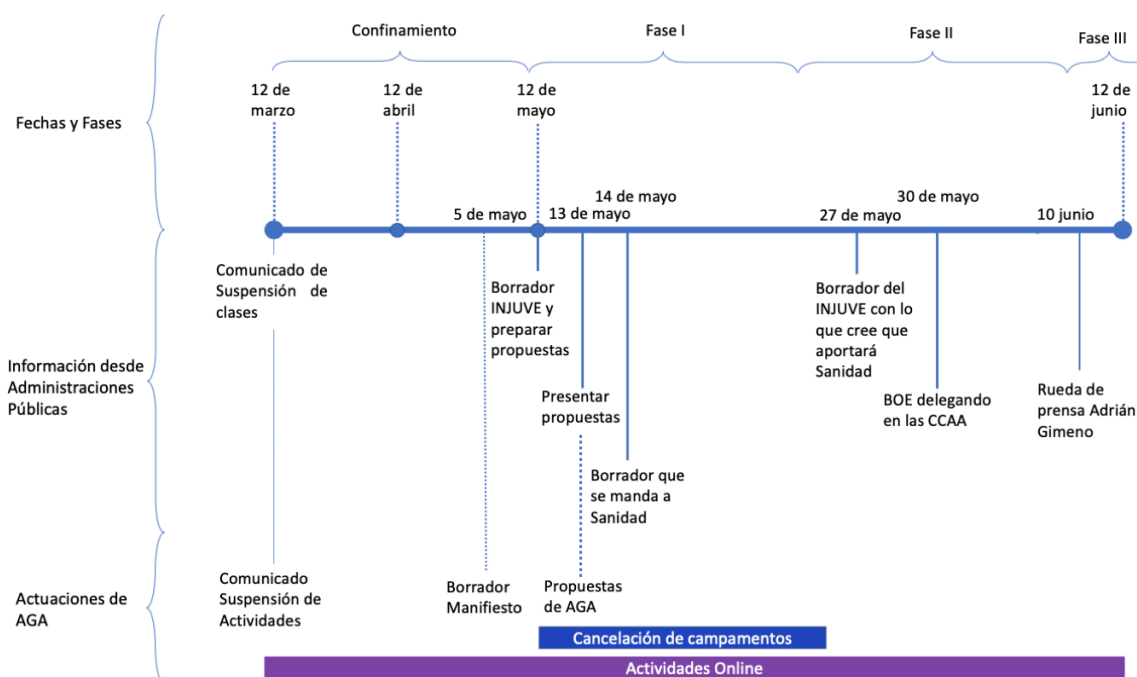 Confinamiento
Fase I
Fase II
Fase III
12 de
marzo
12 de
abril
12 de
mayo
12 de
junio
Fechas y Fases
5 de mayo
13 de mayo
14 de mayo
27 de mayo
30 de mayo
10 junio
Comunicado de
Suspensión de
clases
Borrador
INJUVE y
preparar
propuestas
Borrador del
INJUVE con lo
que cree que
aportará
Sanidad
Información desde
Administraciones
Públicas
Presentar
propuestas
BOE delegando
en las CCAA
Rueda de
prensa Adrián
Gimeno
Borrador que
se manda a
Sanidad
Actuaciones de
AGA
Comunicado
Suspensión de
Actividades
Borrador
Manifiesto
Propuestas
de AGA
Cancelación de campamentos
Actividades Online